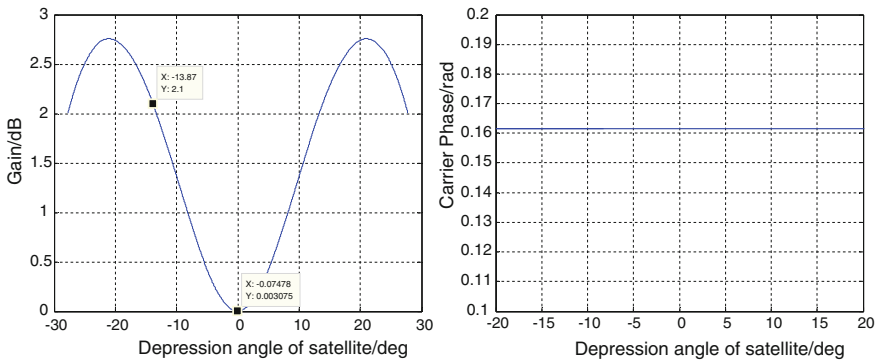 3
2.5
2
1.5
1
0.5
0
Gain/dB
X: -13.87
Y: 2.1
X: -0.07478
Y: 0.003075
-30 -20 -10 0 10 20 30
Depression angle of satellite/deg
0.2
0.19
0.18
0.17
0.16
0.15
0.14
0.13
0.12
0.11
0.1
Carrier Phase/rad
-20 -15 -10 -5 0 5 10 15 20
Depression angle of satellite/deg